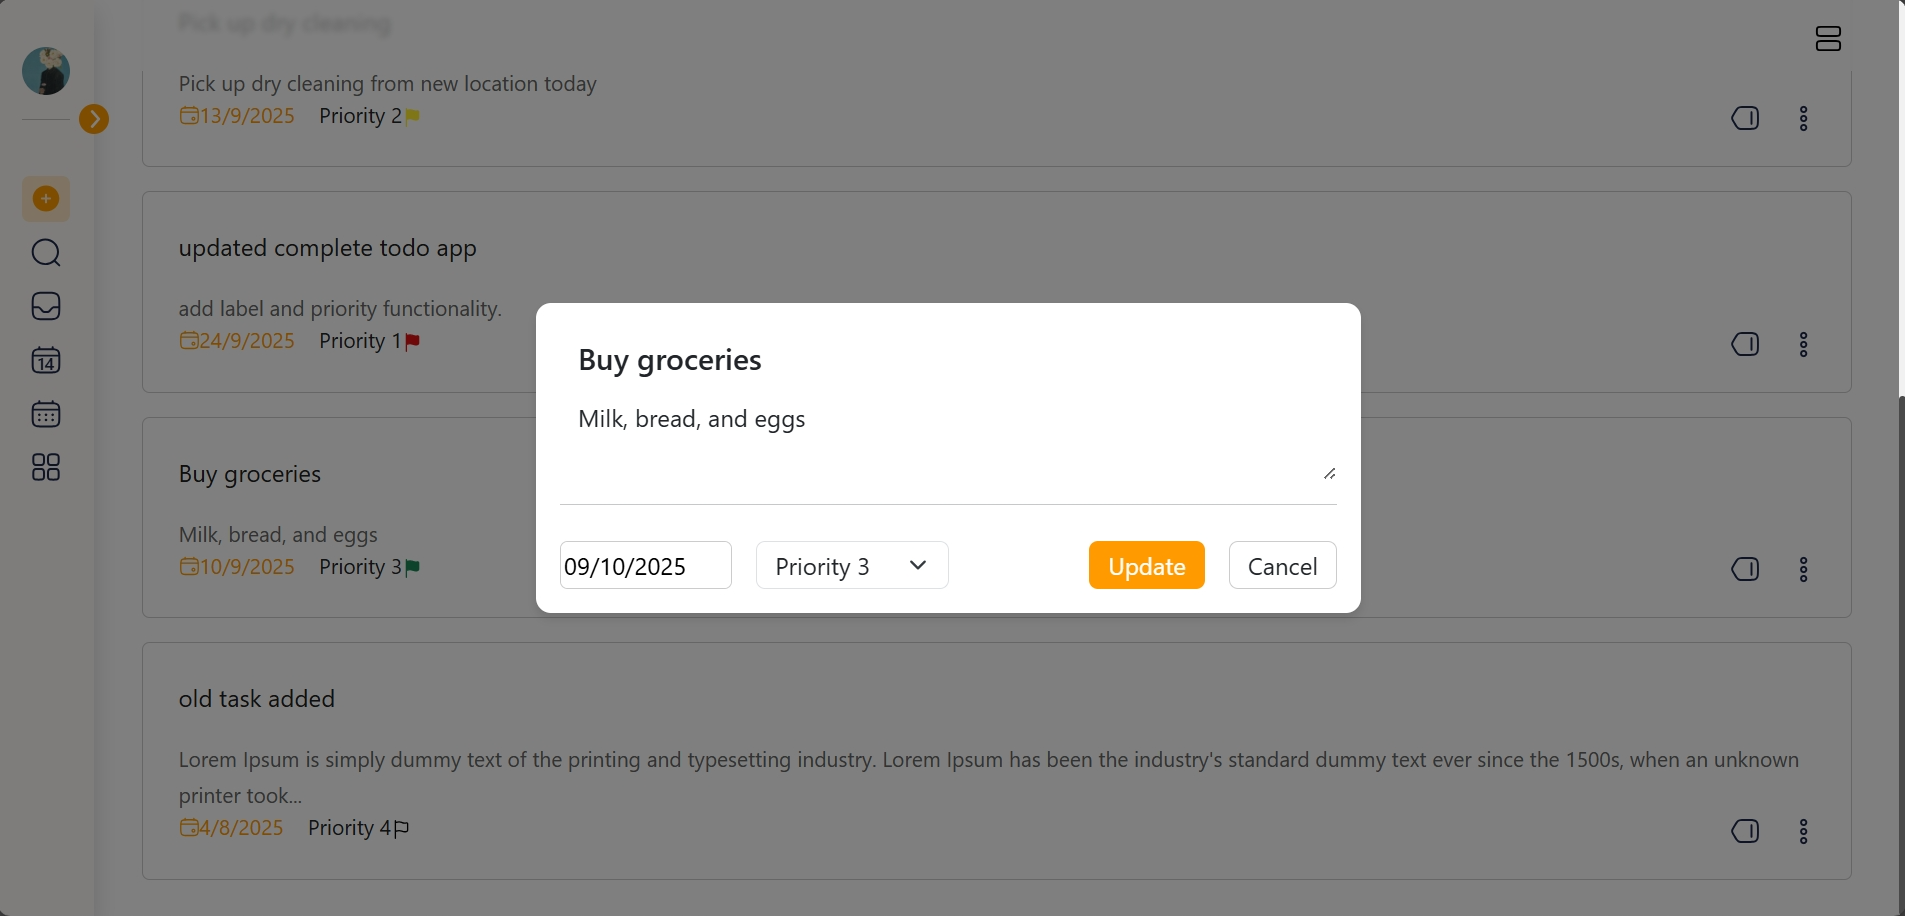 Pick up dry cleaning
Pick up dry cleaning from new location today
13/9/2025 Priority 2
updated complete todo app
add label and priority functionality.
24/9/2025 Priority 1
14
Buy groceries
Milk, bread, and eggs
09/10/2025 Priority 3 Update Cancel
Buy groceries
Milk, bread, and eggs
10/9/2025 Priority 3
old task added
Lorem Ipsum is simply dummy text of the printing and typesetting industry. Lorem Ipsum has been the industry's standard dummy text ever since the 1500s, when an unknown
printer took...
4/8/2025 Priority 4